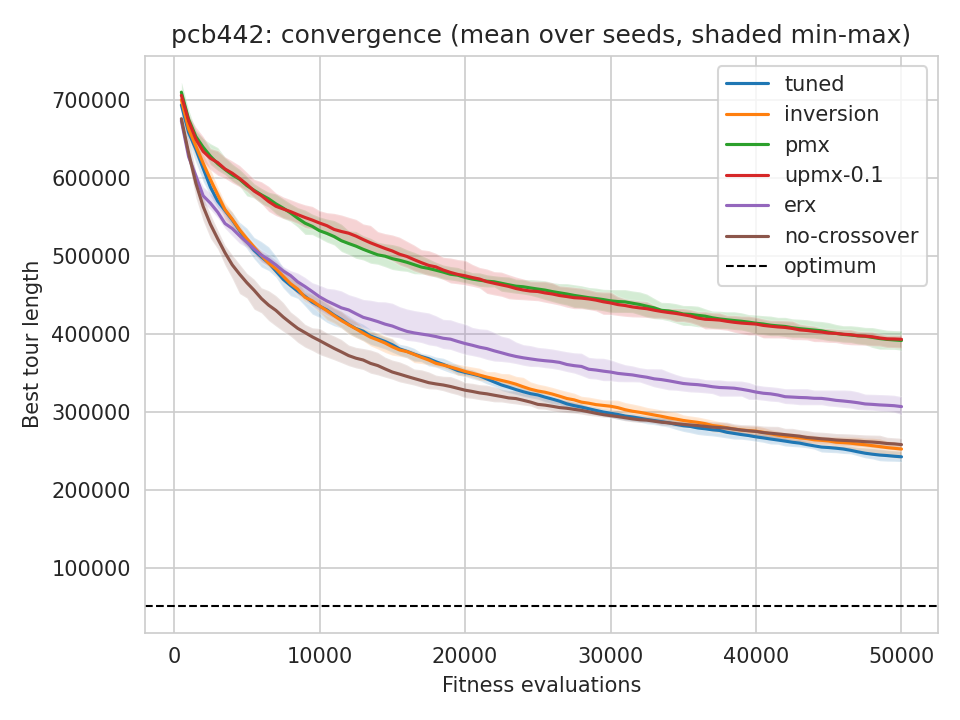 pcb442: convergence (mean over seeds, shaded min-max)
tuned
inversion
pmx
upmx-0.1
erx
no-crossover
optimum
Best tour length
700000
600000
500000
400000
300000
200000
100000
0 10000 20000 30000 40000 50000
Fitness evaluations